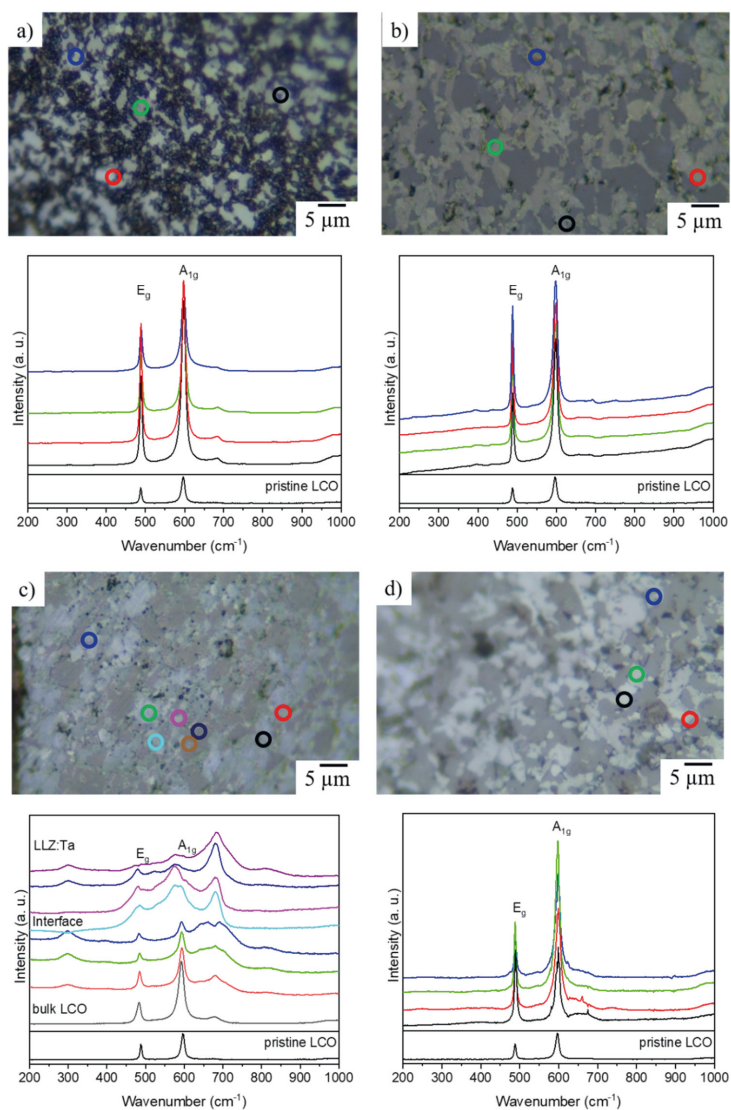 a)
5 µm
b)
5 µm
Eg
A1g
pristine LCO
Intensity (a. u.)
200 300 400 500 600 700 800 900 1000
Wavenumber (cm-1)
Eg
A1g
pristine LCO
Intensity (a. u.)
200 300 400 500 600 700 800 900 1000
Wavenumber (cm-1)
c)
5 µm
d)
5 µm
LLZ:Ta
Eg
A1g
Interface
bulk LCO
pristine LCO
Intensity (a. u.)
200 300 400 500 600 700 800 900 1000
Wavenumber (cm-1)
A1g
Eg
pristine LCO
Intensity (a. u.)
200 300 400 500 600 700 800 900 1000
Wavenumber (cm-1)